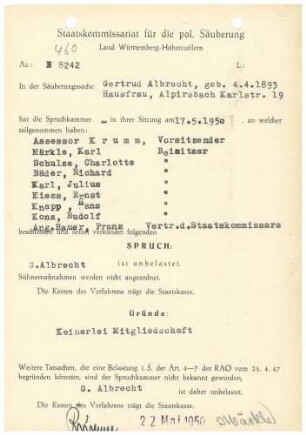 Staatskommissariat für die pol. Säuberung
460 Land Württemberg-Hohenzollern
Az.: N 8242 L:
In der Säuberungssache Gertrud Albrecht, geb. 4.4.1893
Hausfrau, Alpirsbach Karlstr. 19
hat die Spruchkammer — in ihrer Sitzung am 17.5.1950 , an welcher
teilgenommen haben:
Assessor K r u m m, Vorsitzender
Märkle, Karl Beisitzer
Schulze, Charlotte "
Bäder, Richard "
Karl, Julius "
Kiess, Ernst "
Knapp, Hans "
Konz, Rudolf "
Ang.Hauer, Franz Vertr.d.Staatskommissars
beschlossen und sofort verkündet folgenden
SPRUCH:
G.Albrecht
ist unbelastet.
Sühnemaßnahmen werden nicht angeordnet.
Die Kosten des Verfahrens trägt die Staatskasse.
Gründe:
Keinerlei Mitgliedschaft
Weitere Tatsachen, die eine Belastung i.S. der Art. 4—7 der RAO vom 25. 4. 47
begründen könnten, sind der Spruchkammer nicht bekannt geworden,
G. Albrecht ist daher unbelastet.
Die Kosten des Verfahrens trägt die Staatskasse.
22 Mai 1950 Märkle